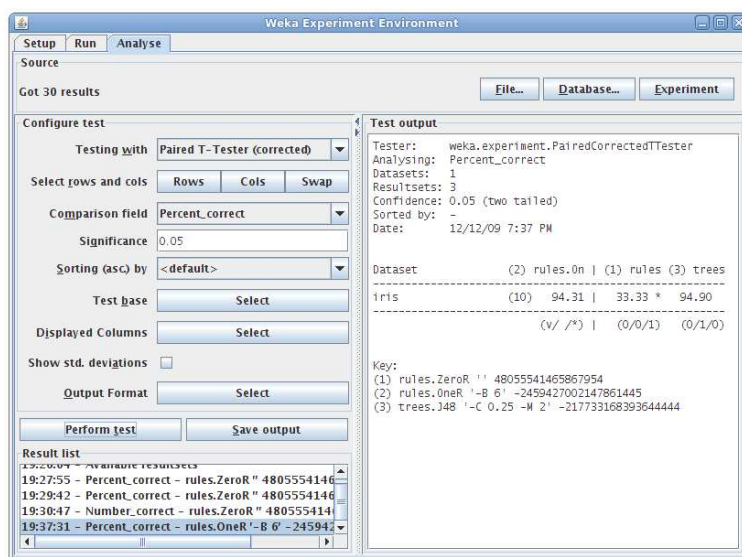 Weka Experiment Environment
Setup Run Analyse
Source
Got 30 results
File... Database... Experiment
Configure test
Testing with Paired T-Tester (corrected)
Select rows and cols Rows Cols Swap
Comparison field Percent_correct
Significance 0.05
Sorting (asc.) by <default>
Test base Select
Displayed Columns Select
Show std. deviations
Output Format Select
Perform test Save output
Result list
19:26:04 - Available resultsets
19:27:55 - Percent_correct - rules.ZeroR '' 4805554146
19:29:42 - Percent_correct - rules.ZeroR '' 4805554146
19:30:47 - Number_correct - rules.ZeroR '' 480555414
19:37:31 - Percent_correct - rules.OneR '-B 6' -245942
Test output
Tester: weka.experiment.PairedCorrectedTTester
Analysing: Percent_correct
Datasets: 1
Resultsets: 3
Confidence: 0.05 (two tailed)
Sorted by: -
Date: 12/12/09 7:37 PM
Dataset (2) rules.On | (1) rules (3) trees
iris (10) 94.31 | 33.33 * 94.90
(v/ /*) | (0/0/1) (0/1/0)
Key:
(1) rules.ZeroR '' 48055541465867954
(2) rules.OneR '-B 6' -2459427002147861445
(3) trees.J48 '-C 0.25 -M 2' -217733168393644444